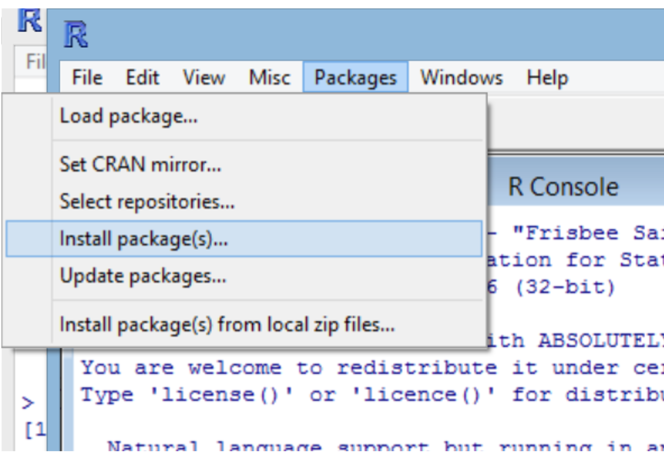 R
R
Fil
File Edit View Misc Packages Windows Help
Load package...
Set CRAN mirror...
Select repositories...
Install package(s)...
Update packages...
Install package(s) from local zip files...
R Console
- "Frisbee Sai
ation for Stat
6 (32-bit)
ith ABSOLUTELY
You are welcome to redistribute it under cer
Type 'license()' or 'licence()' for distribu
>
[1
Natural language support but running in a